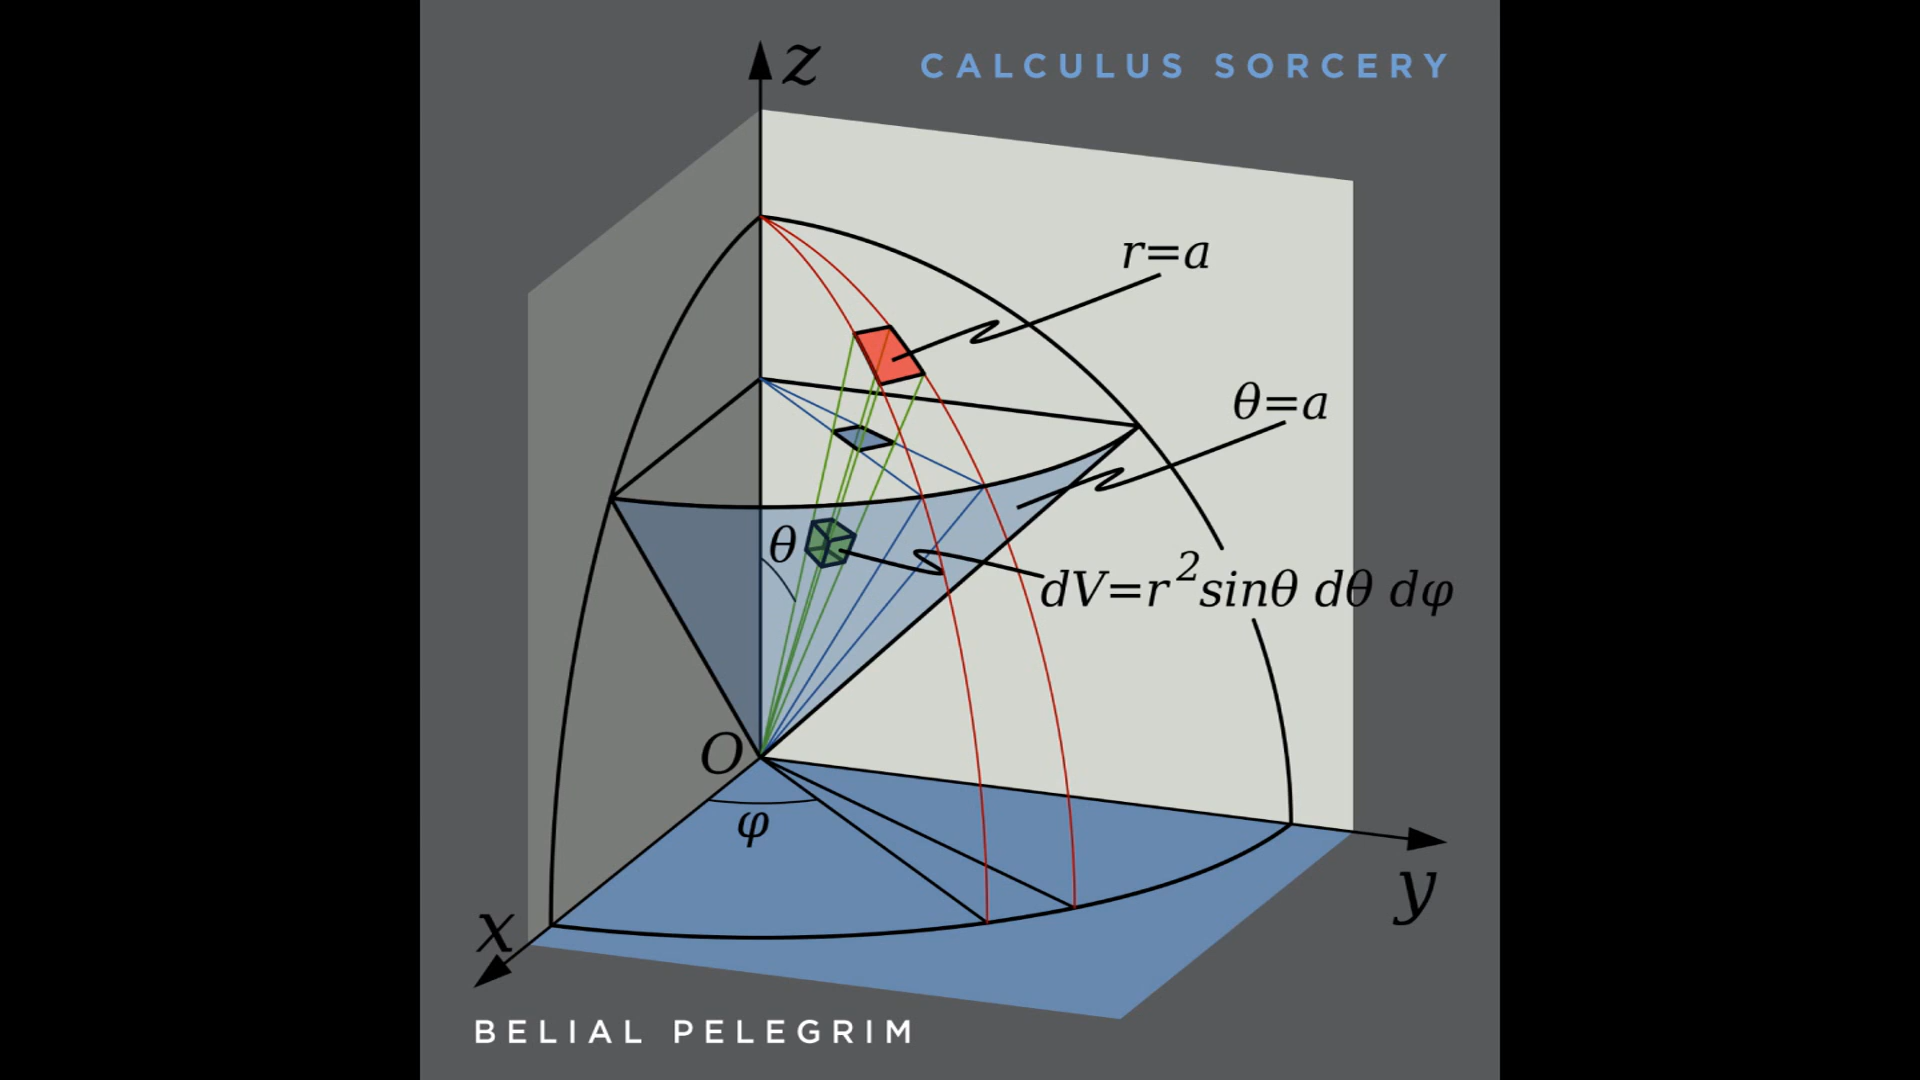 z
CALCULUS SORCERY
r=a
θ=a
θ
dV=r²sinθ dθ dφ
O
φ
y
x
BELIAL PELEGRIM